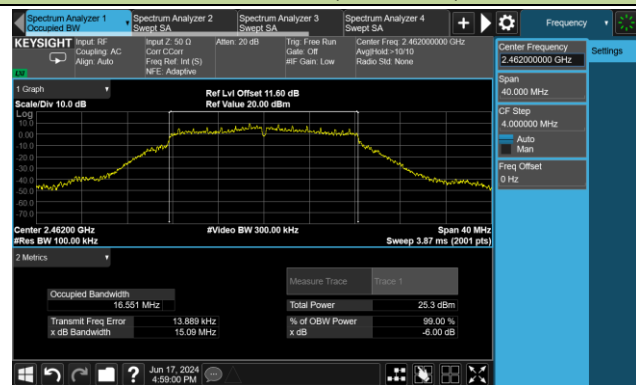 Spectrum Analyzer 1
Occupied BW
Spectrum Analyzer 2
Swept SA
Spectrum Analyzer 3
Swept SA
Spectrum Analyzer 4
Swept SA
Frequency
KEYSIGHT
Input: RF
Coupling: AC
Align: Auto
Input Z: 50 Ω
Corr CCorr
Freq Ref: Int (S)
NFE: Adaptive
Atten: 20 dB
Trig: Free Run
Gate: Off
#IF Gain: Low
Center Freq: 2.462000000 GHz
Avg|Hold:>10/10
Radio Std: None
Center Frequency
2.462000000 GHz
Settings
Span
40.000 MHz
CF Step
4.000000 MHz
Auto
Man
Freq Offset
0 Hz
1 Graph
Scale/Div 10.0 dB
Ref Lvl Offset 11.60 dB
Ref Value 20.00 dBm
Log
10.0
0.00
-10.0
-20.0
-30.0
-40.0
-50.0
-60.0
-70.0
Center 2.46200 GHz
#Video BW 300.00 kHz
Span 40 MHz
#Res BW 100.00 kHz
Sweep 3.87 ms (2001 pts)
2 Metrics
Measure Trace
Trace 1
Occupied Bandwidth
16.551 MHz
Total Power
25.3 dBm
Transmit Freq Error
13.889 kHz
% of OBW Power
99.00 %
x dB Bandwidth
15.09 MHz
x dB
-6.00 dB
Jun 17, 2024
4:59:00 PM